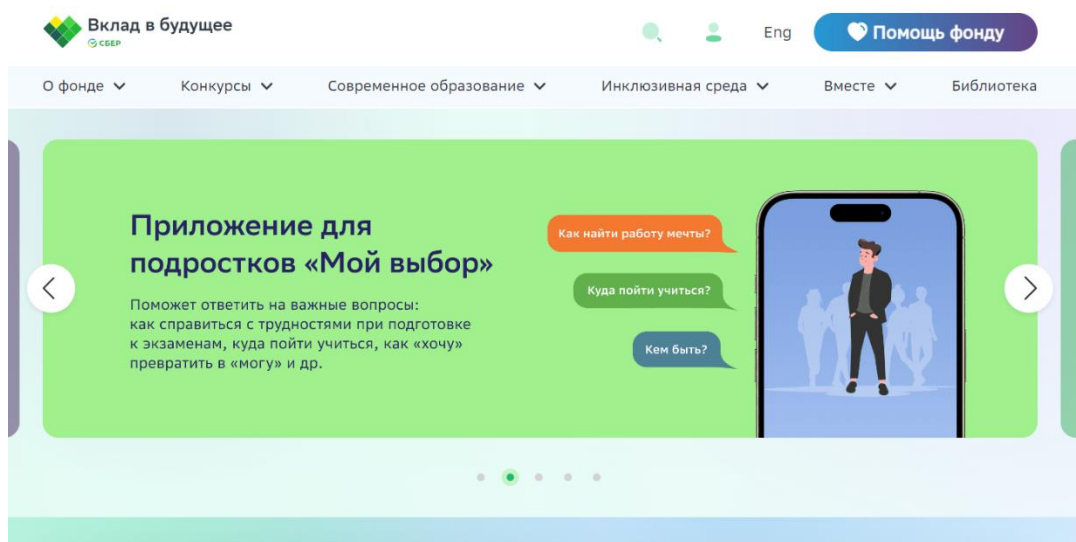 Вклад в будущее
СБЕР
Eng
Помощь фонду
О фонде
Конкурсы
Современное образование
Инклюзивная среда
Вместе
Библиотека
Приложение для
подростков «Мой выбор»
Поможет ответить на важные вопросы:
как справиться с трудностями при подготовке
к экзаменам, куда пойти учиться, как «хочу»
превратить в «могу» и др.
Как найти работу мечты?
Куда пойти учиться?
Кем быть?